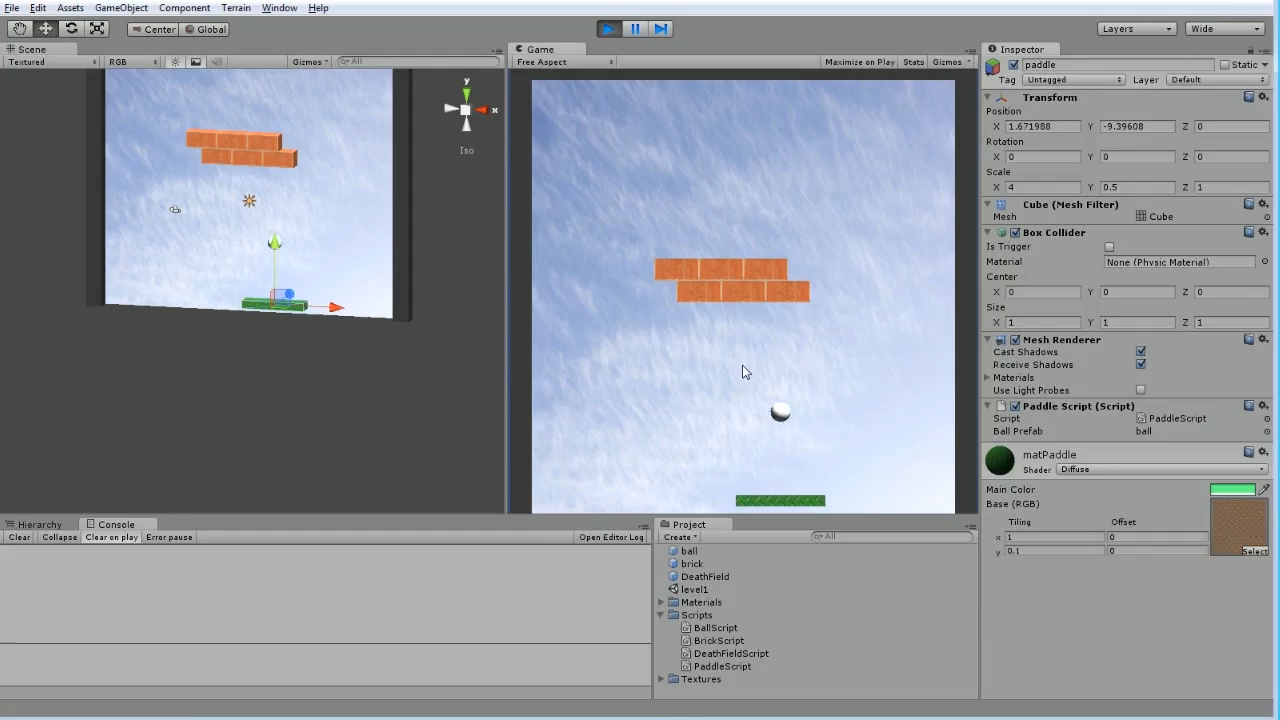 File Edit Assets GameObject Component Terrain Window Help
Center Global Layers Wide
Scene
Textured RGB Gizmos All
y
x
Iso
Game
Free Aspect Maximize on Play Stats Gizmos
Inspector
paddle Static
Tag Untagged Layer Default
Transform
Position
X 1.671988 Y -9.39608 Z 0
Rotation
X 0 Y 0 Z 0
Scale
X 4 Y 0.5 Z 1
Cube (Mesh Filter)
Mesh Cube
Box Collider
Is Trigger
Material None (Physic Material)
Center
X 0 Y 0 Z 0
Size
X 1 Y 1 Z 1
Mesh Renderer
Cast Shadows
Receive Shadows
Materials
Use Light Probes
Paddle Script (Script)
Script PaddleScript
Ball Prefab ball
matPaddle
Shader Diffuse
Main Color
Base (RGB)
Tiling Offset
x 1 0
y 0.1 0
Select
Hierarchy Console
Clear Collapse Clear on play Error pause Open Editor Log
Project
Create All
ball
brick
DeathField
level1
Materials
Scripts
BallScript
BrickScript
DeathFieldScript
PaddleScript
Textures